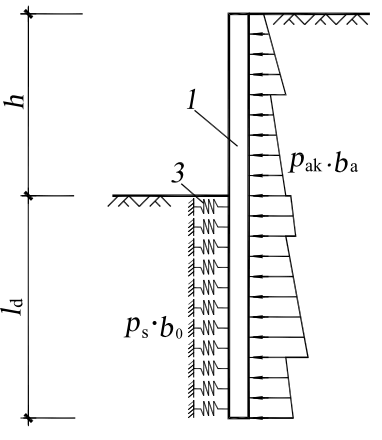 h
1
p_ak · b_a
3
l_d
p_s · b_0